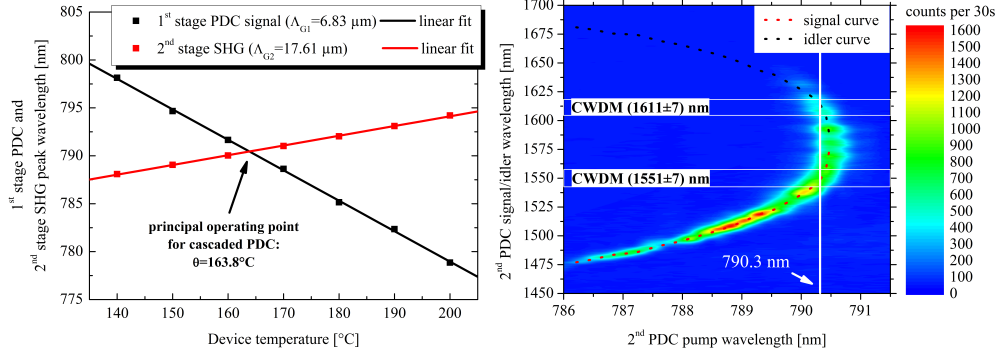 1st stage PDC signal (ΛG1=6.83 µm) linear fit
2nd stage SHG (ΛG2=17.61 µm) linear fit
1st stage PDC and
2nd stage SHG peak wavelength [nm]
800
795
790
785
780
775
principal operating point
for cascaded PDC:
θ=163.8°C
140 150 160 170 180 190 200
Device temperature [°C]
2nd PDC signal/idler wavelength [nm]
1700
1675
1650
1625
1600
1575
1550
1525
1500
1475
1450
signal curve
idler curve
CWDM (1611±7) nm
CWDM (1551±7) nm
790.3 nm
786 787 788 789 790 791
2nd PDC pump wavelength [nm]
counts per 30s
1600
1500
1400
1300
1200
1100
1000
900
800
700
600
500
400
300
200
100
0